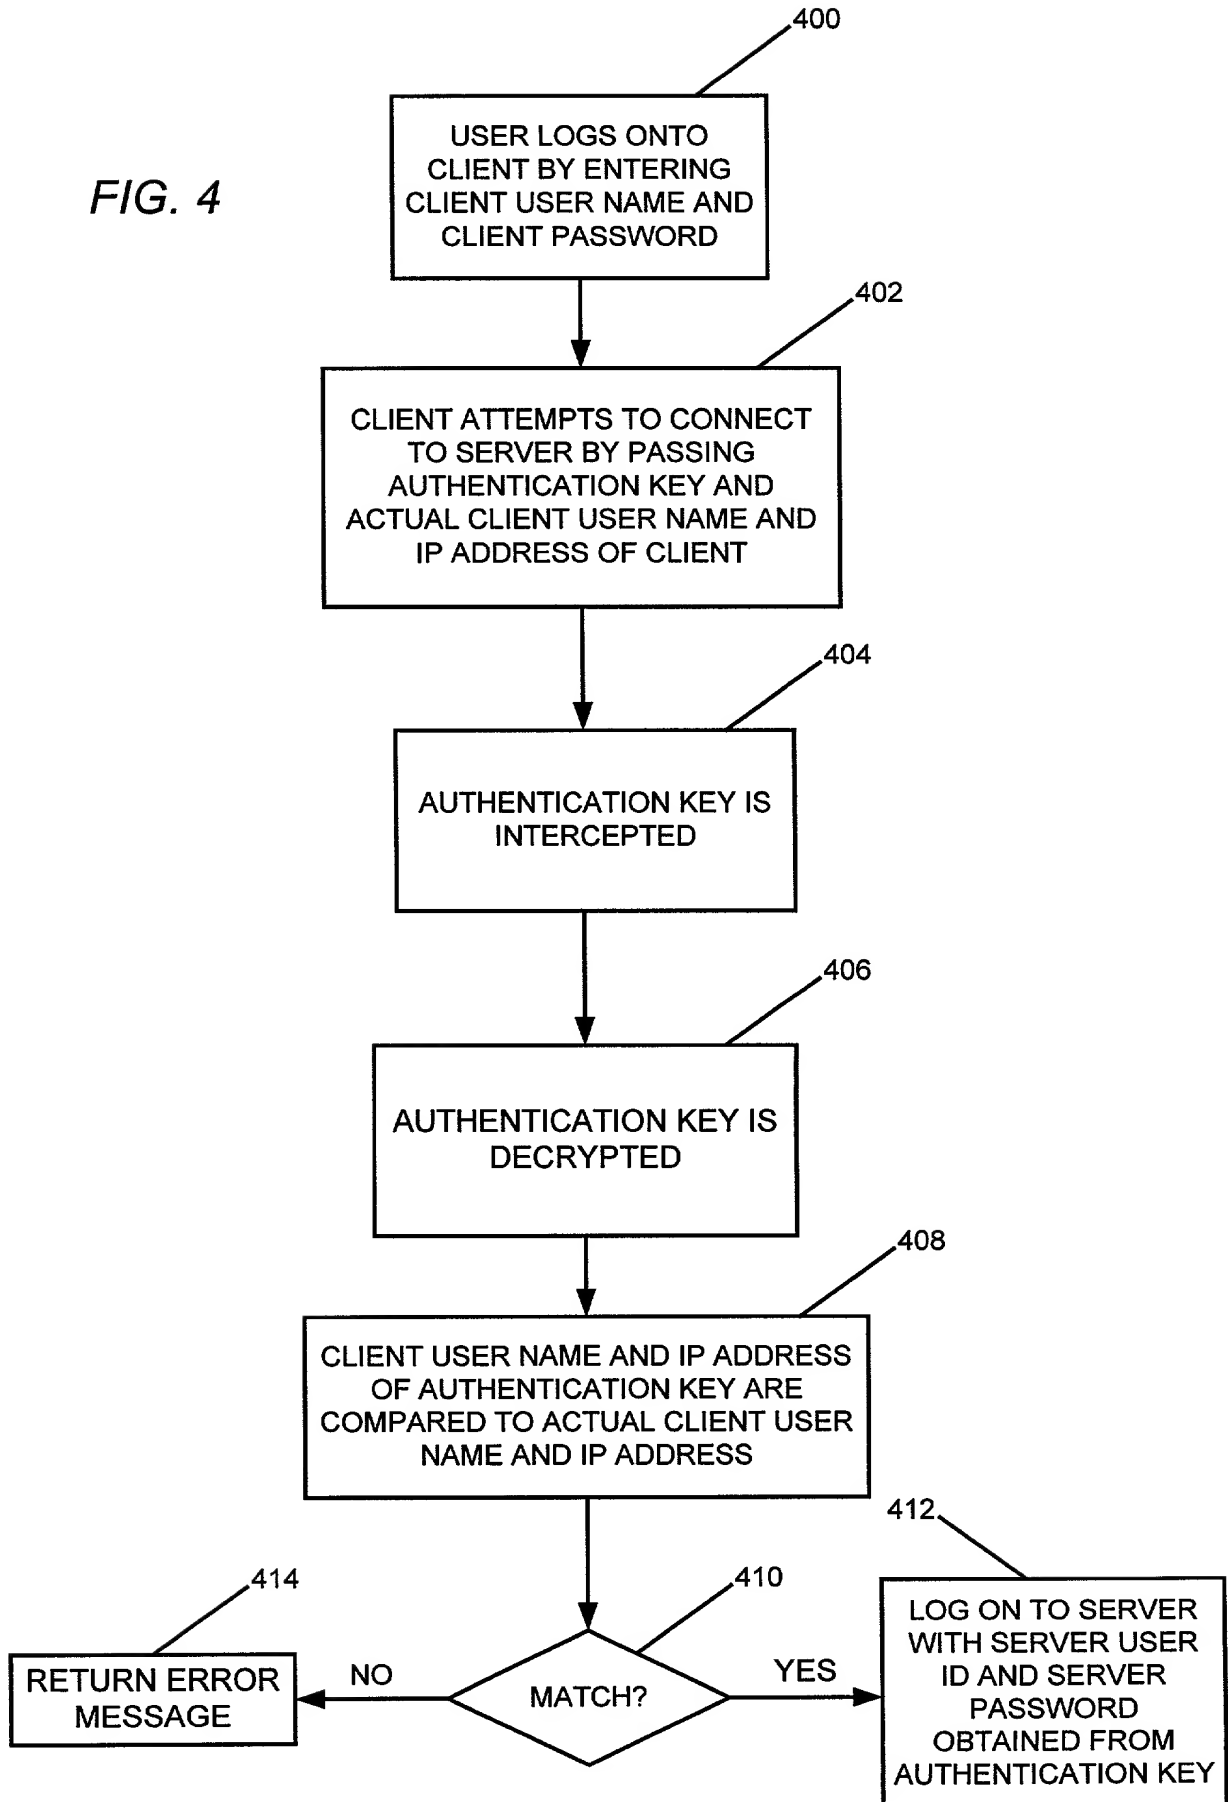 400
USER LOGS ONTO
CLIENT BY ENTERING
CLIENT USER NAME AND
CLIENT PASSWORD
FIG. 4
402
CLIENT ATTEMPTS TO CONNECT
TO SERVER BY PASSING
AUTHENTICATION KEY AND
ACTUAL CLIENT USER NAME AND
IP ADDRESS OF CLIENT
404
AUTHENTICATION KEY IS
INTERCEPTED
406
AUTHENTICATION KEY IS
DECRYPTED
408
CLIENT USER NAME AND IP ADDRESS
OF AUTHENTICATION KEY ARE
COMPARED TO ACTUAL CLIENT USER
NAME AND IP ADDRESS
410
MATCH?
NO
414
RETURN ERROR
MESSAGE
YES
412
LOG ON TO SERVER
WITH SERVER USER
ID AND SERVER
PASSWORD
OBTAINED FROM
AUTHENTICATION KEY